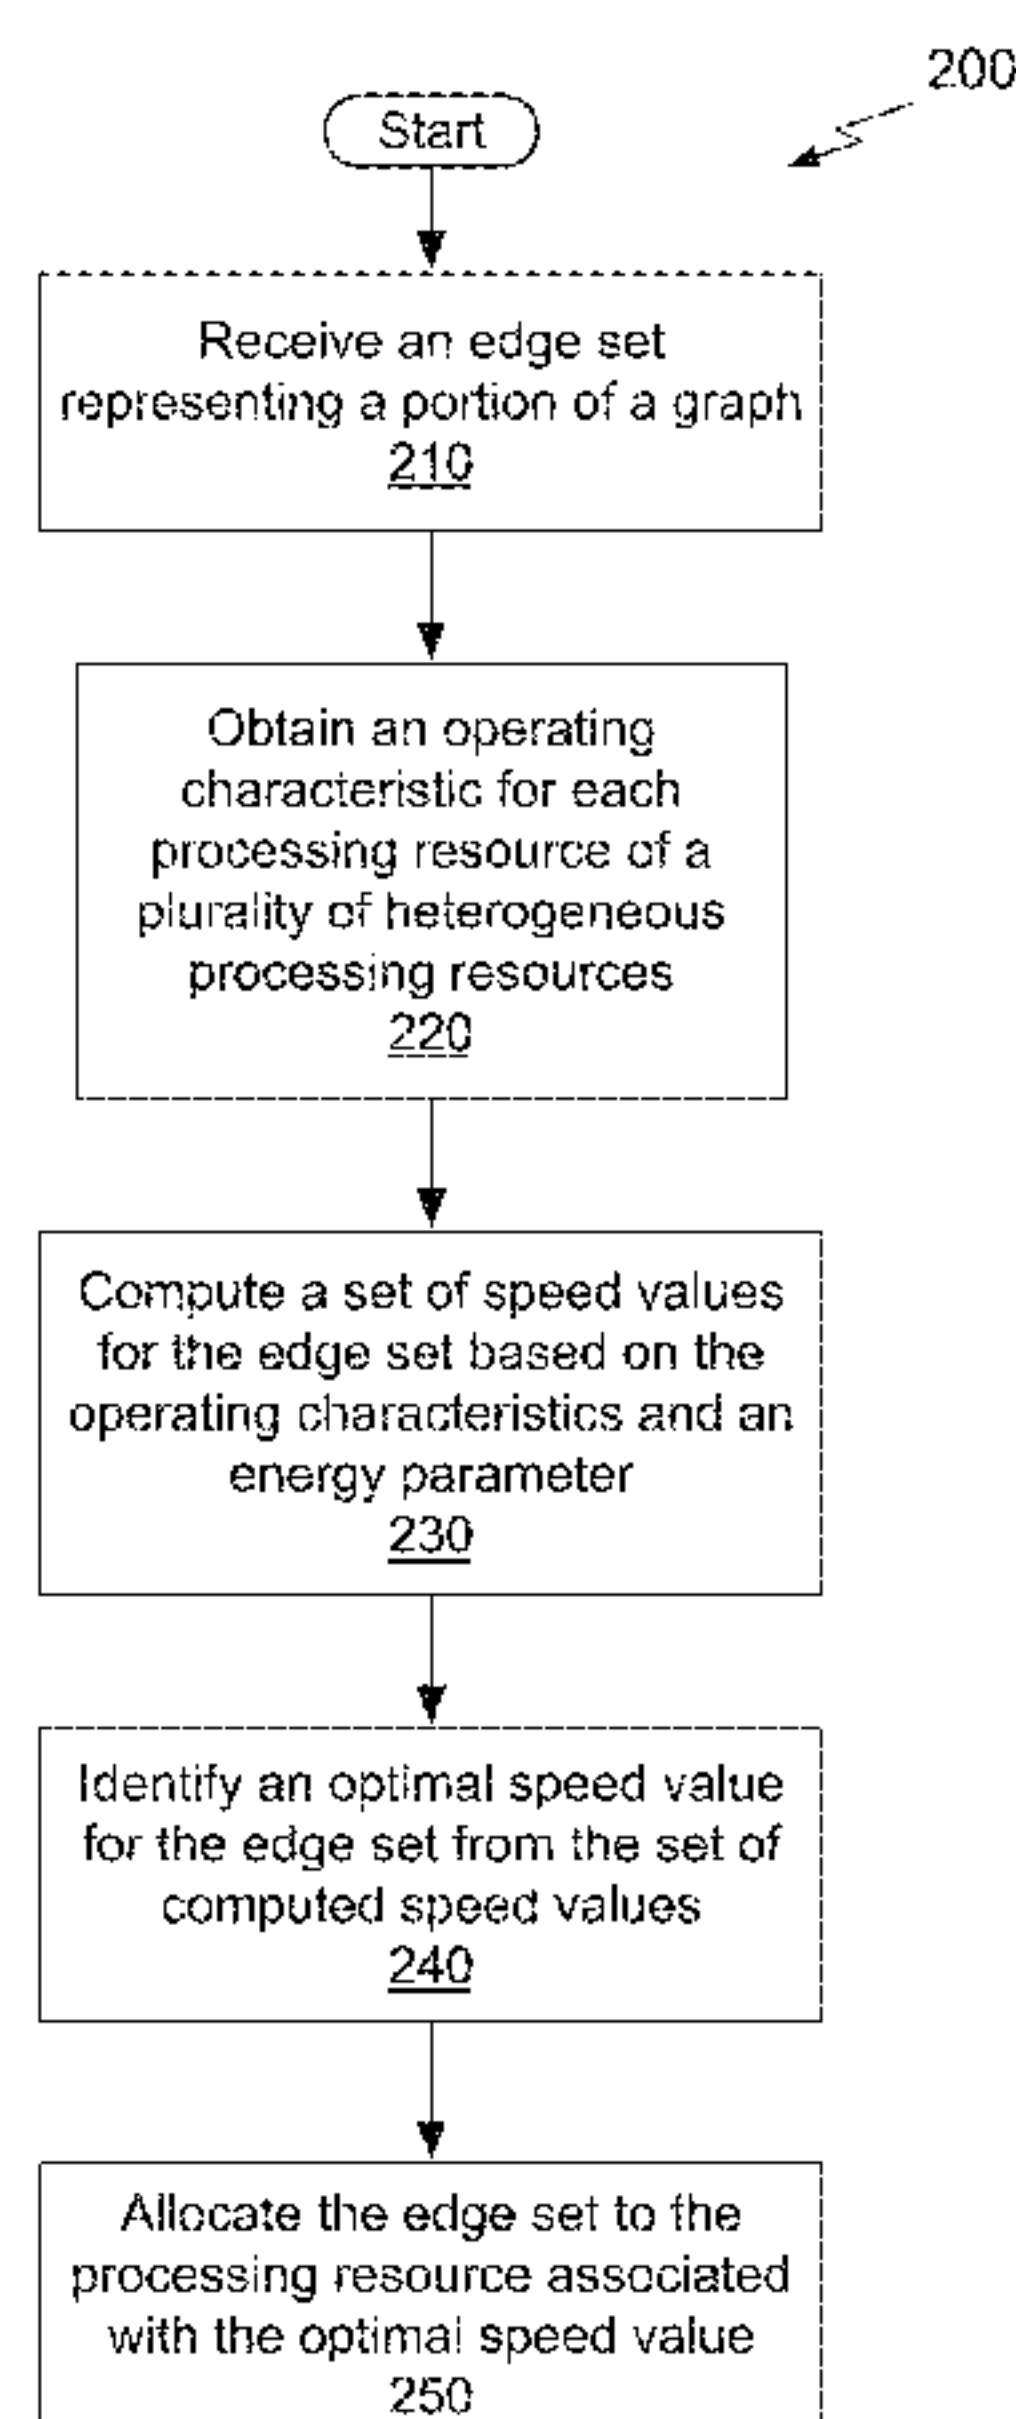 200
Start
Receive an edge set
representing a portion of a graph
210
Obtain an operating
characteristic for each
processing resource of a
plurality of heterogeneous
processing resources
220
Compute a set of speed values
for the edge set based on the
operating characteristics and an
energy parameter
230
Identify an optimal speed value
for the edge set from the set of
computed speed values
240
Allocate the edge set to the
processing resource associated
with the optimal speed value
250